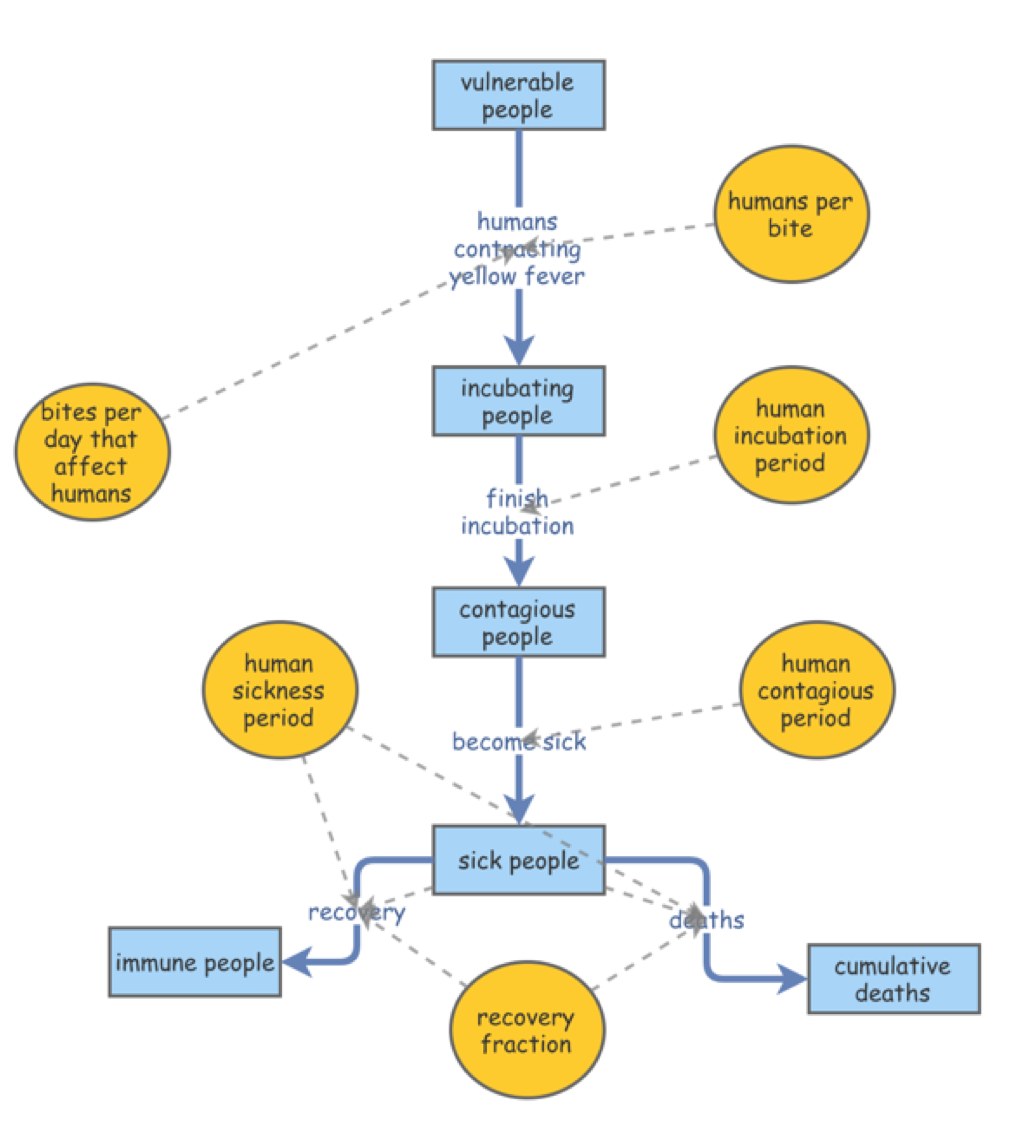 vulnerable
people
humans per
bite
humans
contracting
yellow fever
incubating
people
human
incubation
period
bites per
day that
affect
humans
finish
incubation
contagious
people
human
sickness
period
human
contagious
period
become sick
sick people
recovery
deaths
immune people
cumulative
deaths
recovery
fraction